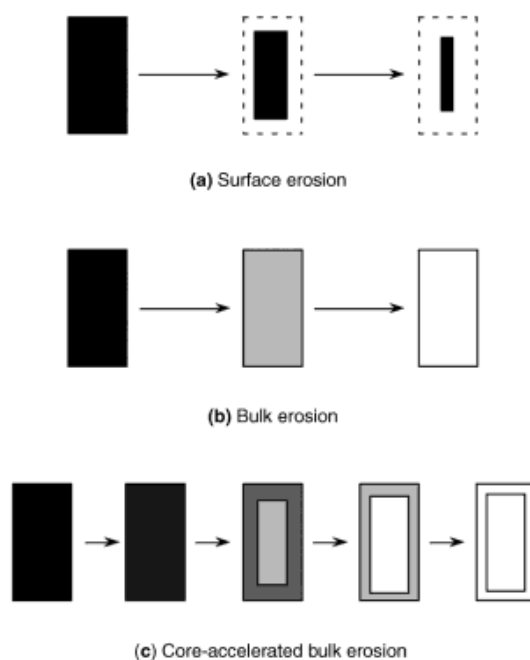 (a) Surface erosion
(b) Bulk erosion
(c) Core-accelerated bulk erosion